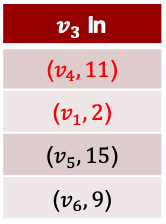 v₃ In
(v₄, 11)
(v₁, 2)
(v₅, 15)
(v₆, 9)